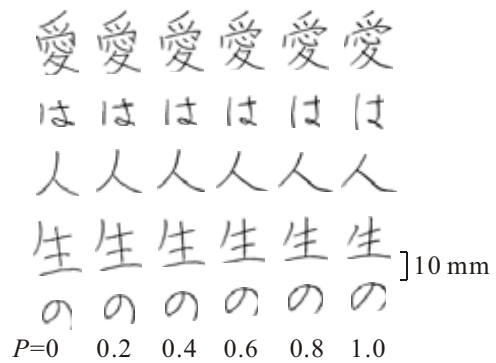 愛 愛 愛 愛 愛 愛
は は は は は は
人 人 人 人 人 人
生 生 生 生 生 生
10 mm
の の の の の の
P=0 0.2 0.4 0.6 0.8 1.0